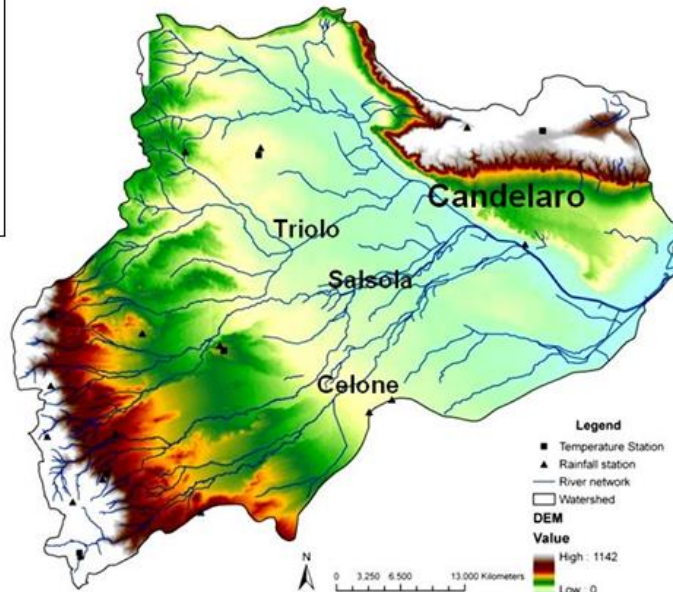 Candelaro
Triolo
Salsola
Celone
Legend
Temperature Station
Rainfall station
River network
Watershed
DEM
Value
High : 1142
Low : 0
N
0 3,250 6.500 13.000 Kilometers